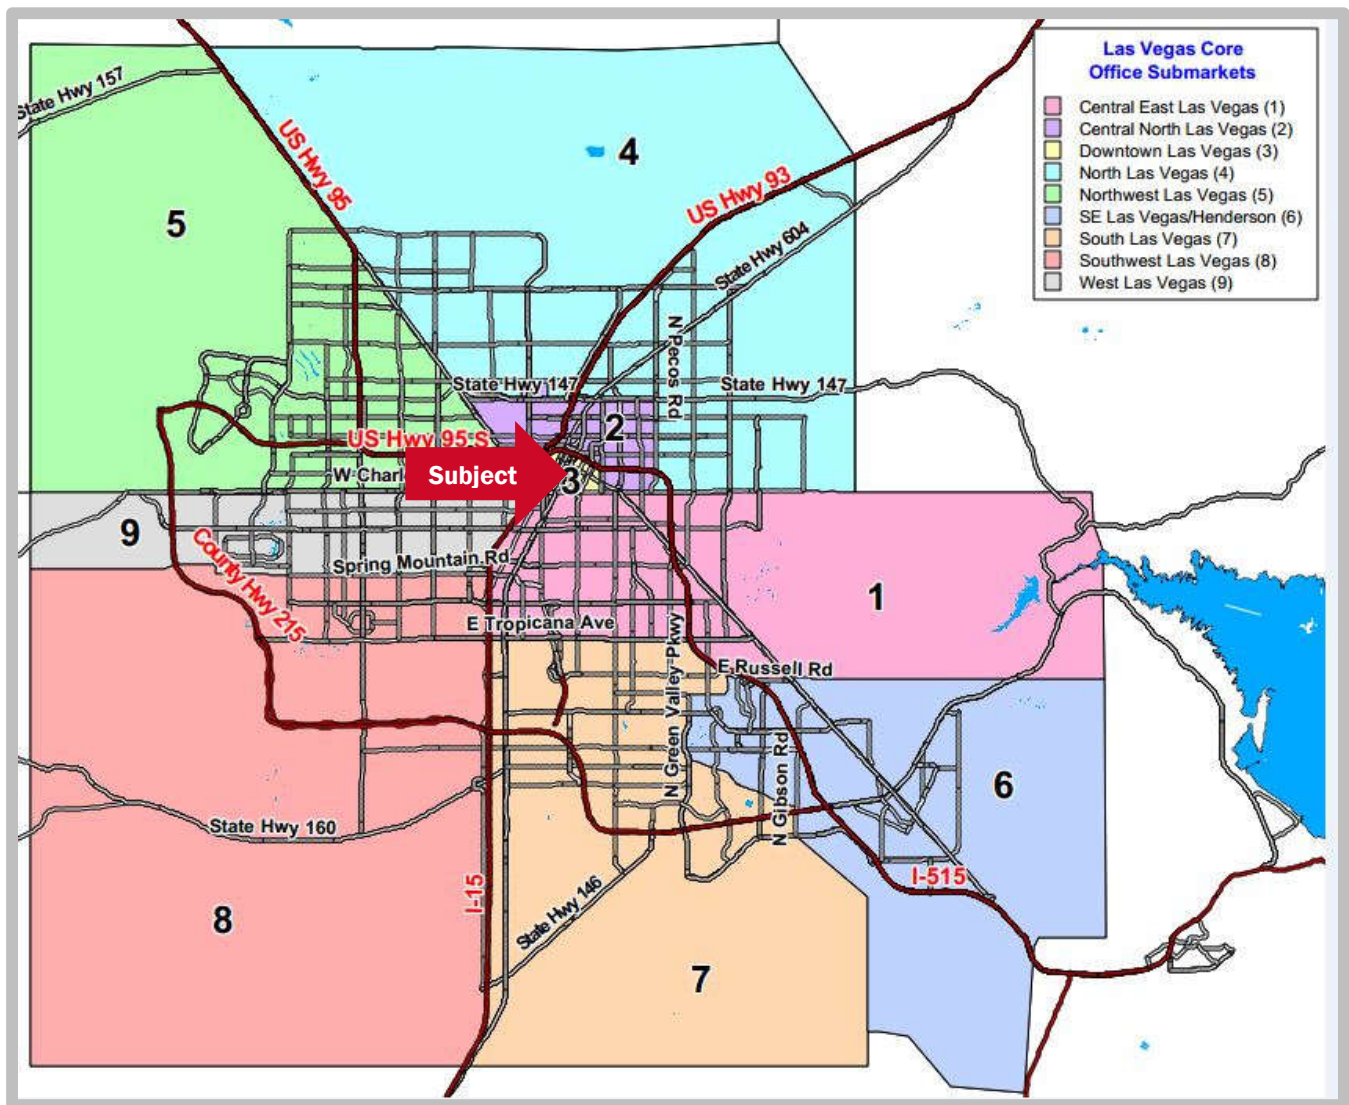 Las Vegas Core
Office Submarkets
Central East Las Vegas (1)
Central North Las Vegas (2)
Downtown Las Vegas (3)
North Las Vegas (4)
Northwest Las Vegas (5)
SE Las Vegas/Henderson (6)
South Las Vegas (7)
Southwest Las Vegas (8)
West Las Vegas (9)
State Hwy 157
US Hwy 95
4
US Hwy 93
5
State Hwy 604
N Pecos Rd
State Hwy 147
State Hwy 147
2
US Hwy 95 S
W Charl
Subject
3
9
County Hwy 215
Spring Mountain Rd
1
E Tropicana Ave
E Russell Rd
N Green Valley Pkwy
N Gibson Rd
6
State Hwy 160
I-15
I-515
State Hwy 146
8
7